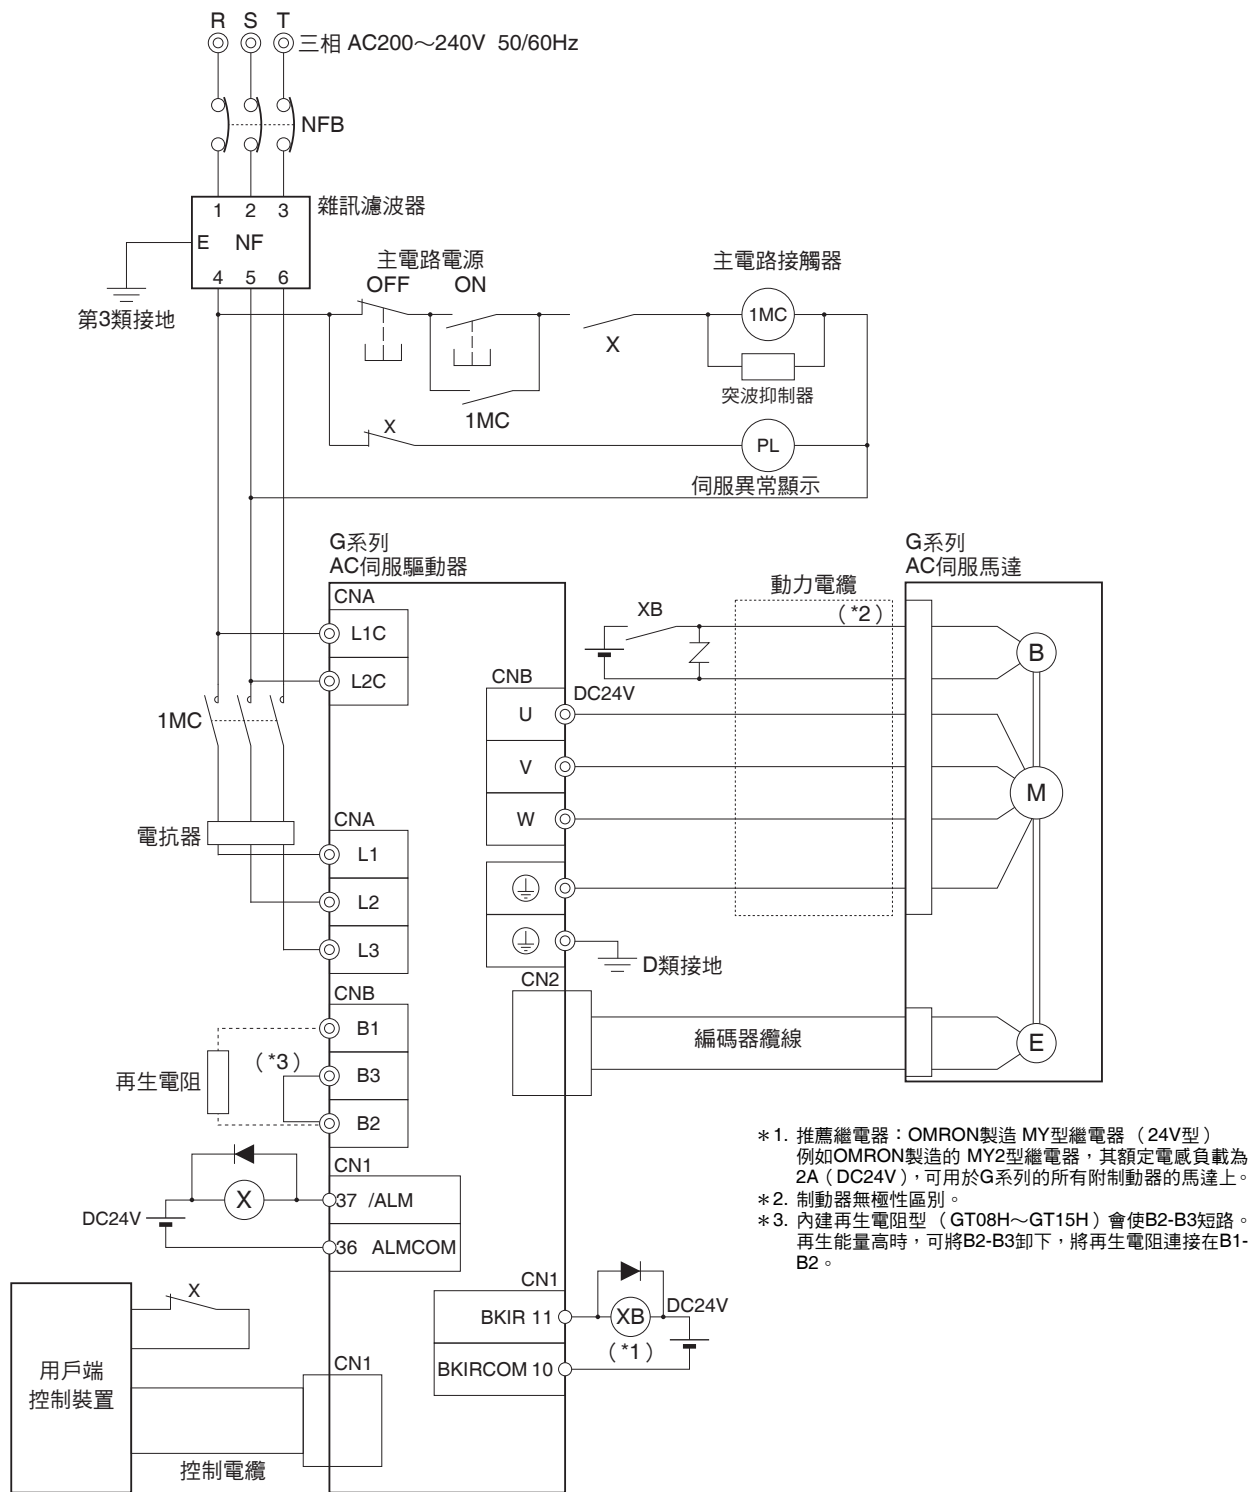 R S T
三相 AC200～240V 50/60Hz
NFB
1 2 3
雜訊濾波器
E NF
4 5 6
第3類接地
主電路電源
OFF ON
主電路接觸器
1MC
X
突波抑制器
1MC
X
PL
伺服異常顯示
G系列
AC伺服驅動器
G系列
AC伺服馬達
CNA
L1C
L2C
1MC
電抗器
CNA
L1
L2
L3
CNB
B1
B3
B2
再生電阻
（*3）
XB
動力電纜
（*2）
DC24V
CNB
U
V
W
D類接地
CN2
編碼器纜線
B
M
E
CN1
37 /ALM
36 ALMCOM
X
DC24V
CN1
BKIR 11
BKIRCOM 10
XB
DC24V
（*1）
X
用戶端
控制裝置
CN1
控制電纜
＊1. 推薦繼電器：OMRON製造 MY型繼電器 （24V型）
例如OMRON製造的 MY2型繼電器，其額定電感負載為
2A（DC24V），可用於G系列的所有附制動器的馬達上。
＊2. 制動器無極性區別。
＊3. 內建再生電阻型 （GT08H～GT15H）會使B2-B3短路。
再生能量高時，可將B2-B3卸下，將再生電阻連接在B1-
B2。